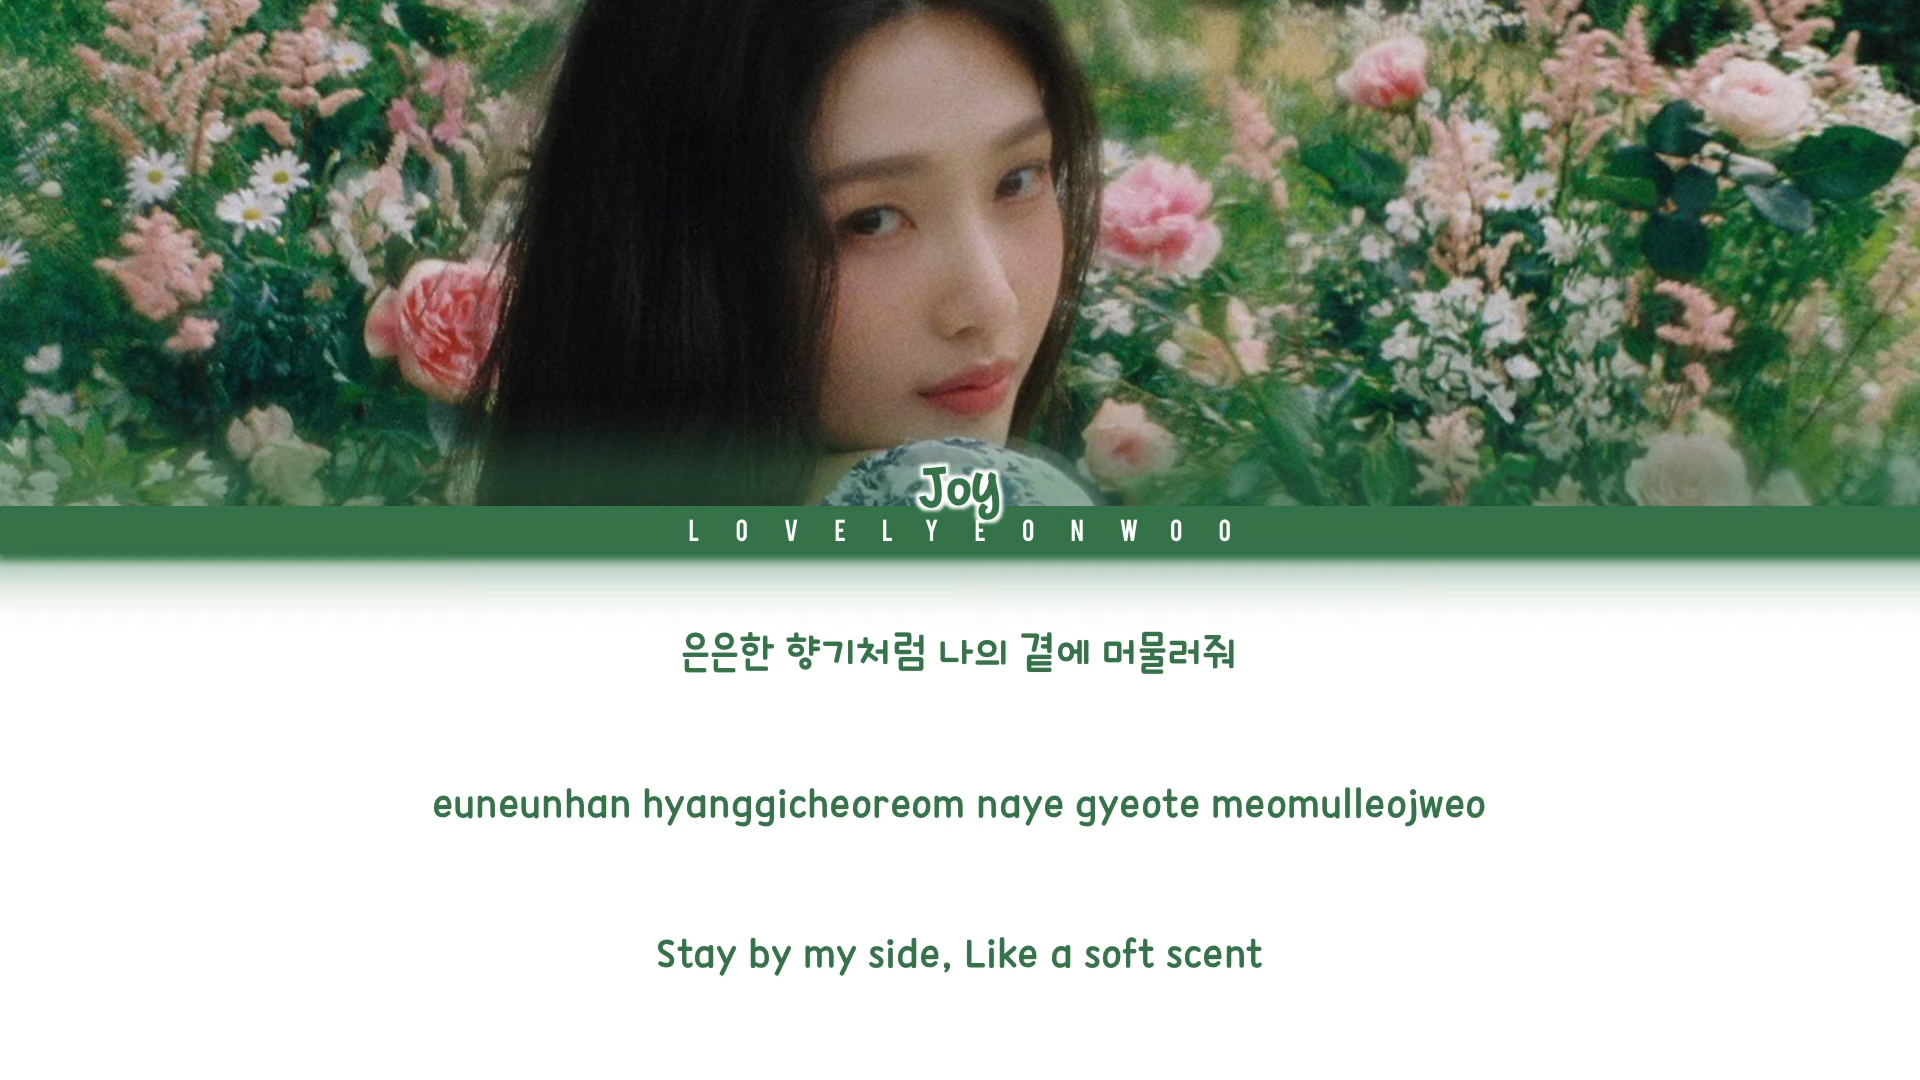 Joy
LOVELYEONWOO
은은한 향기처럼 나의 곁에 머물러줘
euneunhan hyanggicheoreom naye gyeote meomulleojweo
Stay by my side, Like a soft scent